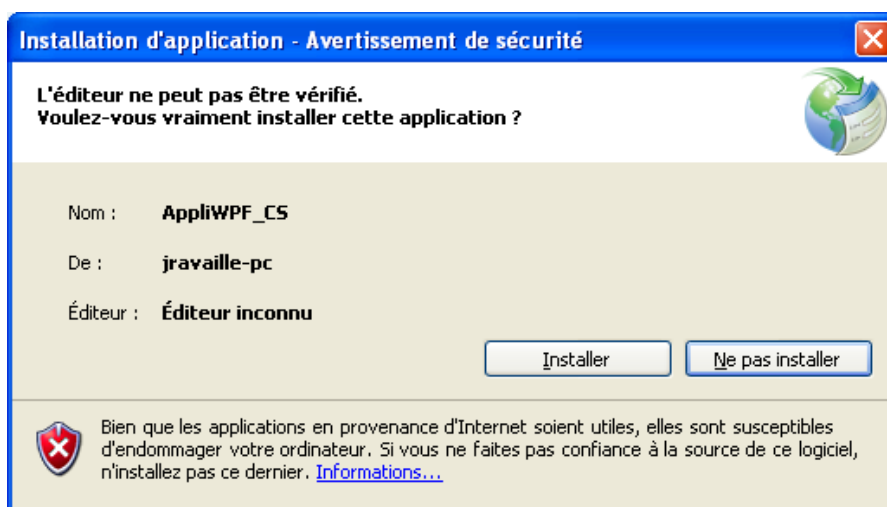 Installation d'application - Avertissement de sécurité
L'éditeur ne peut pas être vérifié.
Voulez-vous vraiment installer cette application ?
Nom : AppliWPF_CS
De : jravaille-pc
Éditeur : Éditeur inconnu
Installer Ne pas installer
Bien que les applications en provenance d'Internet soient utiles, elles sont susceptibles
d'endommager votre ordinateur. Si vous ne faites pas confiance à la source de ce logiciel,
n'installez pas ce dernier. Informations...